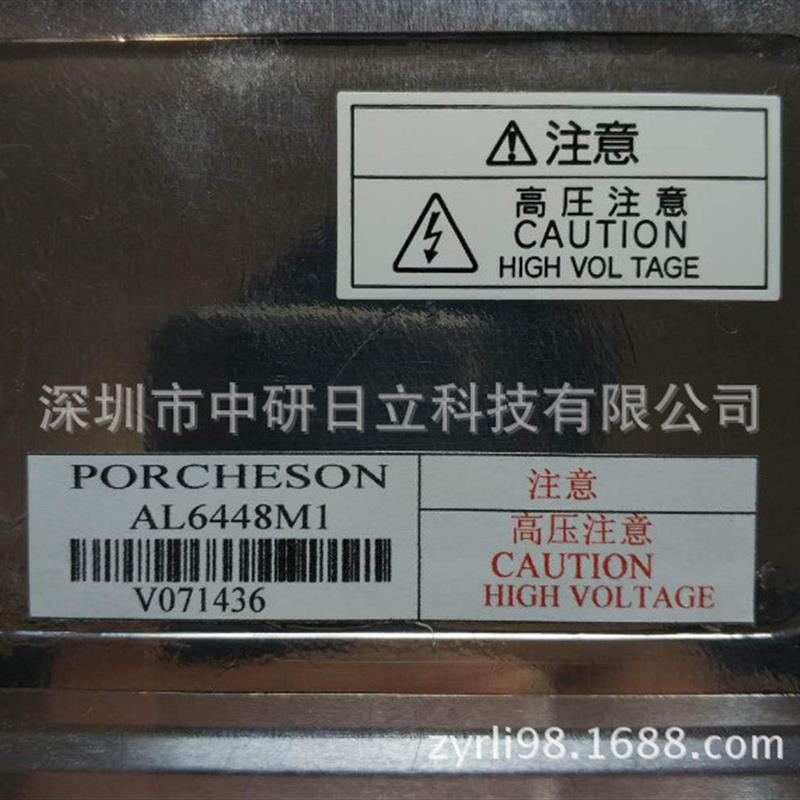 注意
高圧注意
CAUTION
HIGH VOL TAGE
深圳市中研日立科技有限公司
PORCHESON
AL6448M1
V071436
注意
高压注意
CAUTION
HIGH VOLTAGE
zyrli98.1688.com